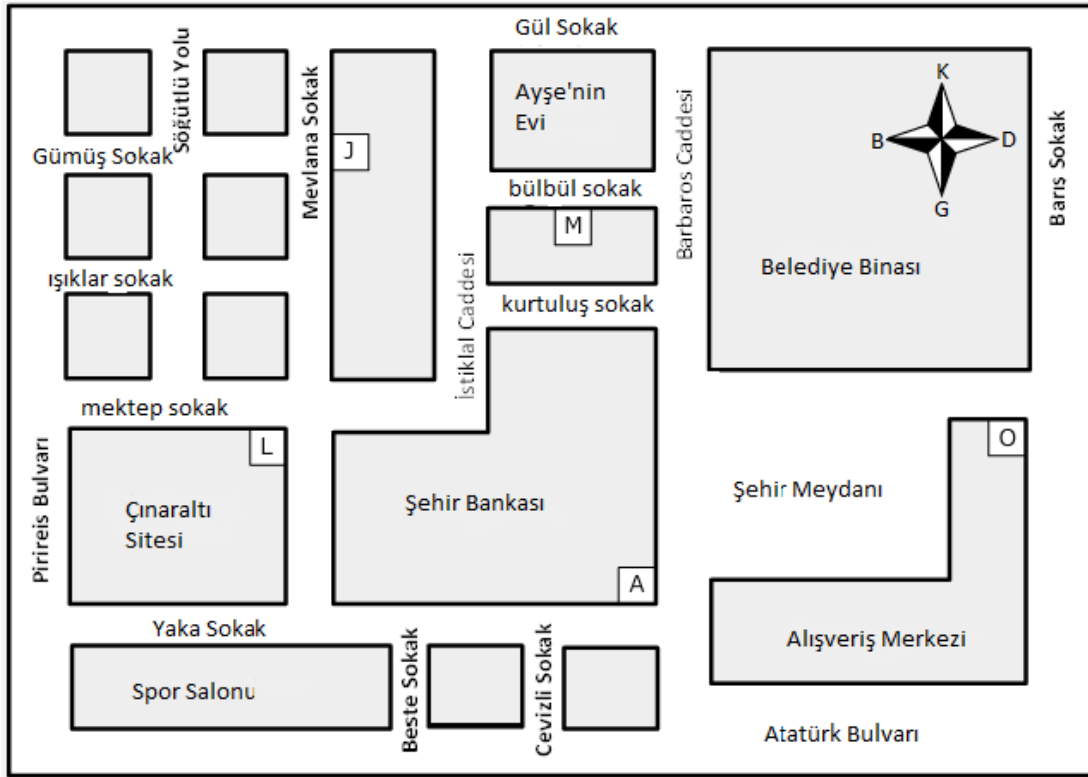 Gül Sokak
Söğütlü Yolu
Mevlana Sokak
Ayşe'nin
Evi
Barbaros Caddesi
K
B
D
G
Barış Sokak
J
Gümüş Sokak
bülbül sokak
M
Belediye Binası
ışıklar sokak
İstiklal Caddesi
kurtuluş sokak
mektep sokak
L
O
Pirireis Bulvarı
Çınaraltı
Sitesi
Şehir Bankası
Şehir Meydanı
A
Yaka Sokak
Beste Sokak
Cevizli Sokak
Alışveriş Merkezi
Spor Salonu
Atatürk Bulvarı